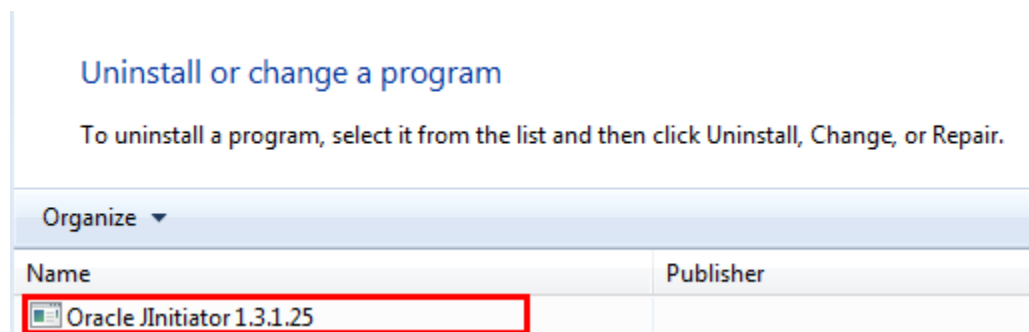 Uninstall or change a program
To uninstall a program, select it from the list and then click Uninstall, Change, or Repair.
Organize
Name Publisher
Oracle JInitiator 1.3.1.25